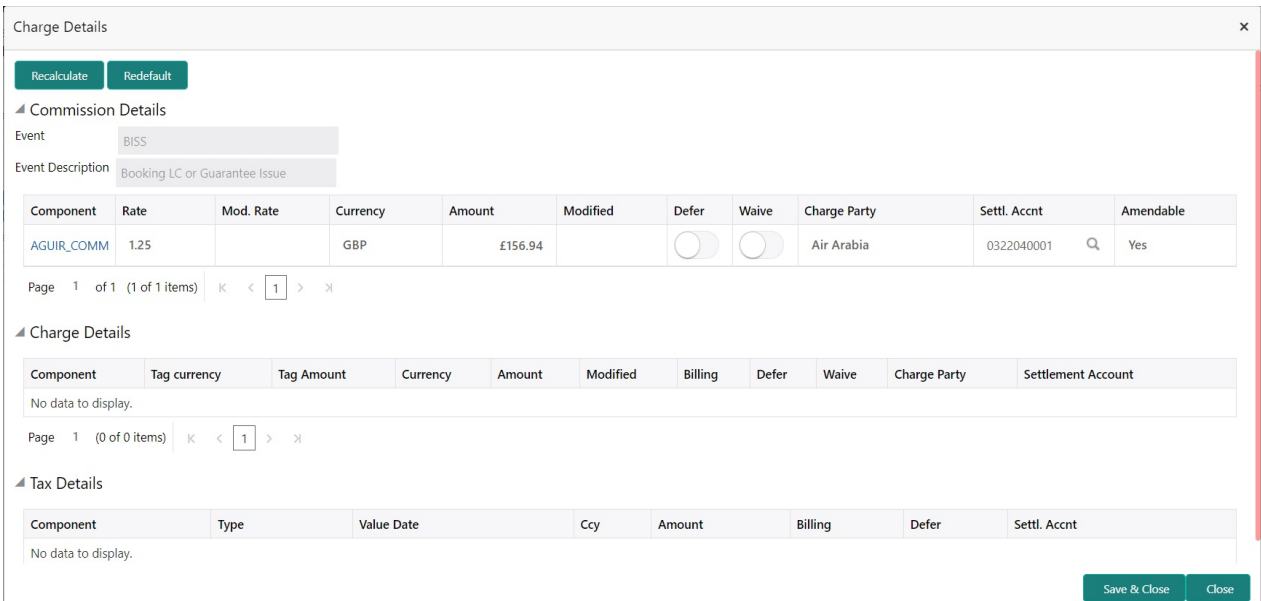 Charge Details ×
Recalculate Redefault
Commission Details
Event BISS
Event Description Booking LC or Guarantee Issue
Component Rate Mod. Rate Currency Amount Modified Defer Waive Charge Party Settl. Accnt Amendable
AGUIR_COMM 1.25 GBP £156.94 Air Arabia 0322040001 Yes
Page 1 of 1 (1 of 1 items) 1
Charge Details
Component Tag currency Tag Amount Currency Amount Modified Billing Defer Waive Charge Party Settlement Account
No data to display.
Page 1 (0 of 0 items) 1
Tax Details
Component Type Value Date Ccy Amount Billing Defer Settl. Accnt
No data to display.
Save & Close Close